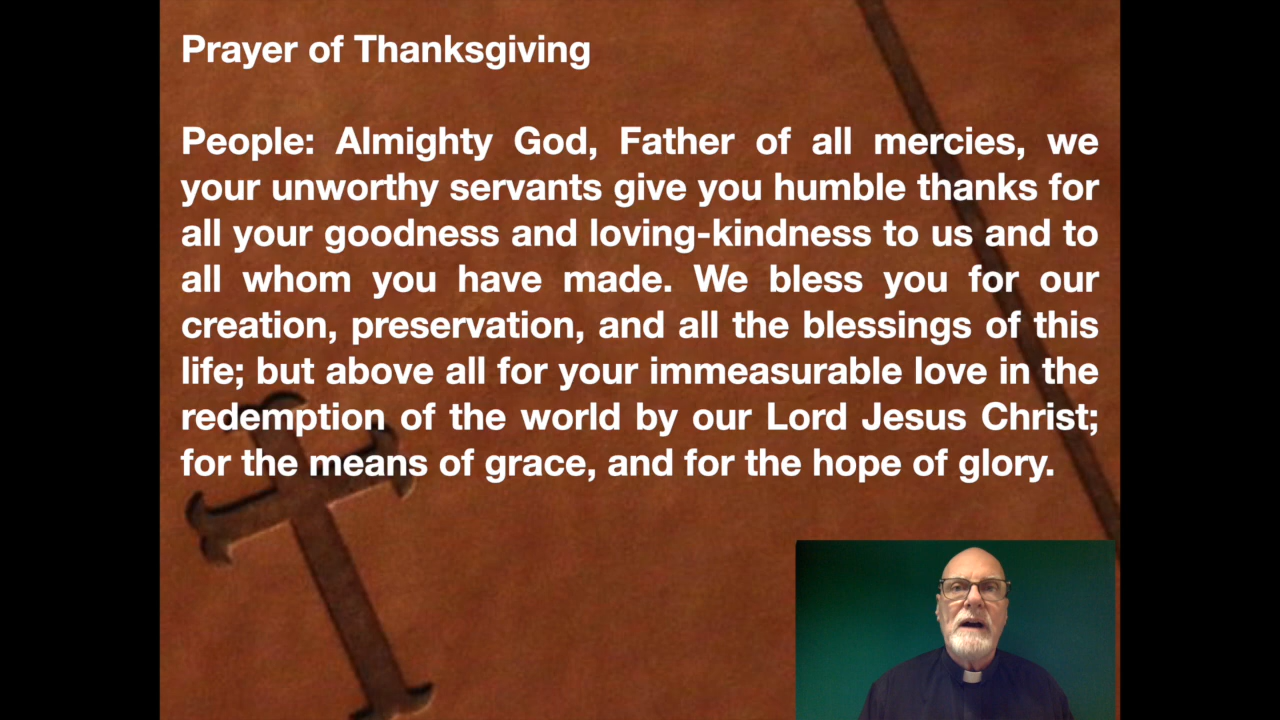 Prayer of Thanksgiving
People: Almighty God, Father of all mercies, we
your unworthy servants give you humble thanks for
all your goodness and loving-kindness to us and to
all whom you have made. We bless you for our
creation, preservation, and all the blessings of this
life; but above all for your immeasurable love in the
redemption of the world by our Lord Jesus Christ;
for the means of grace, and for the hope of glory.